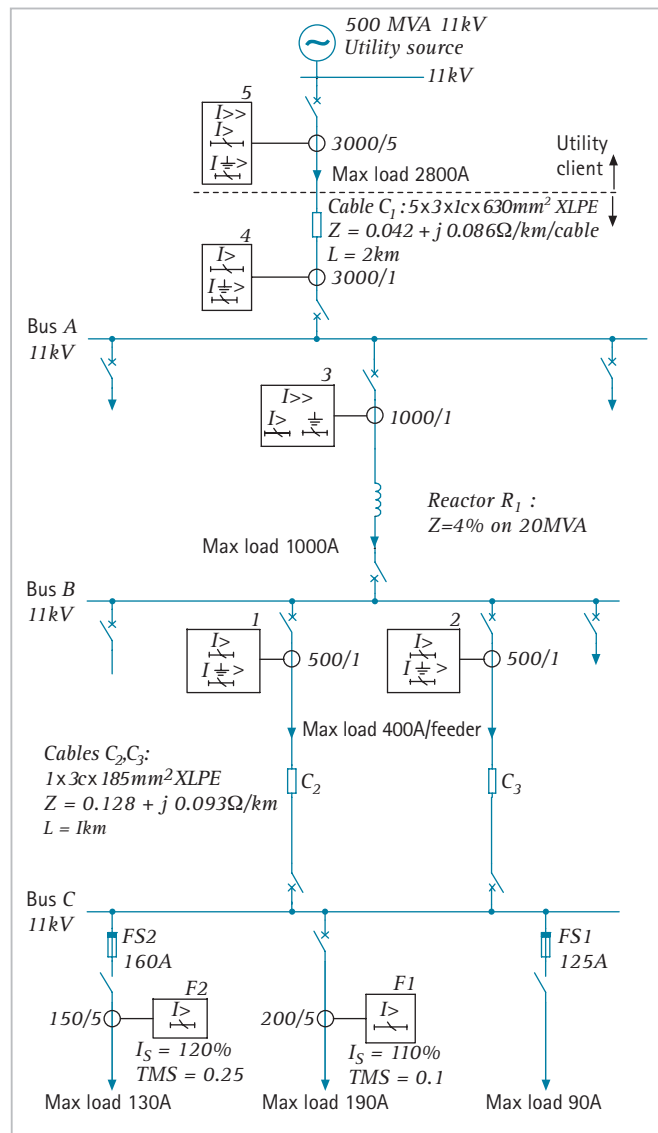 500 MVA 11kV
Utility source
11kV
5
I>>
I>
I>
3000/5
Max load 2800A
Utility
client
Cable C1 : 5x3x1cx630mm² XLPE
Z = 0.042 + j 0.086Ω/km/cable
L = 2km
4
I>
I>
3000/1
Bus A
11kV
3
I>>
I>
1000/1
Reactor R1 :
Z=4% on 20MVA
Max load 1000A
Bus B
11kV
1
I>
I>
500/1
2
I>
I>
500/1
Max load 400A/feeder
Cables C2,C3:
1x3cx185mm² XLPE
Z = 0.128 + j 0.093Ω/km
L = Ikm
C2
C3
Bus C
11kV
FS2
160A
FS1
125A
F2
I>
150/5
IS = 120%
TMS = 0.25
F1
I>
200/5
IS = 110%
TMS = 0.1
Max load 130A
Max load 190A
Max load 90A